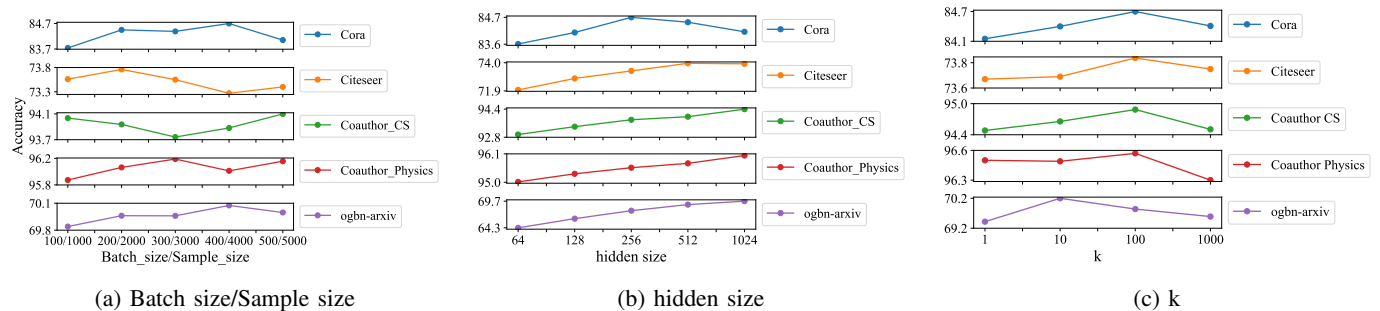 Accuracy
84.7
83.7
Cora
73.8
73.3
Citeseer
94.1
93.7
Coauthor_CS
96.2
95.8
Coauthor_Physics
70.1
69.8
ogbn-arxiv
100/1000 200/2000 300/3000 400/4000 500/5000
Batch_size/Sample_size
(a) Batch size/Sample size
84.7
83.6
Cora
74.0
71.9
Citeseer
94.4
92.8
Coauthor_CS
96.1
95.0
Coauthor_Physics
69.7
64.3
ogbn-arxiv
64 128 256 512 1024
hidden size
(b) hidden size
84.7
84.1
Cora
73.8
73.6
Citeseer
95.0
94.4
Coauthor CS
96.6
96.3
Coauthor Physics
70.2
69.2
ogbn-arxiv
1 10 100 1000
k
(c) k